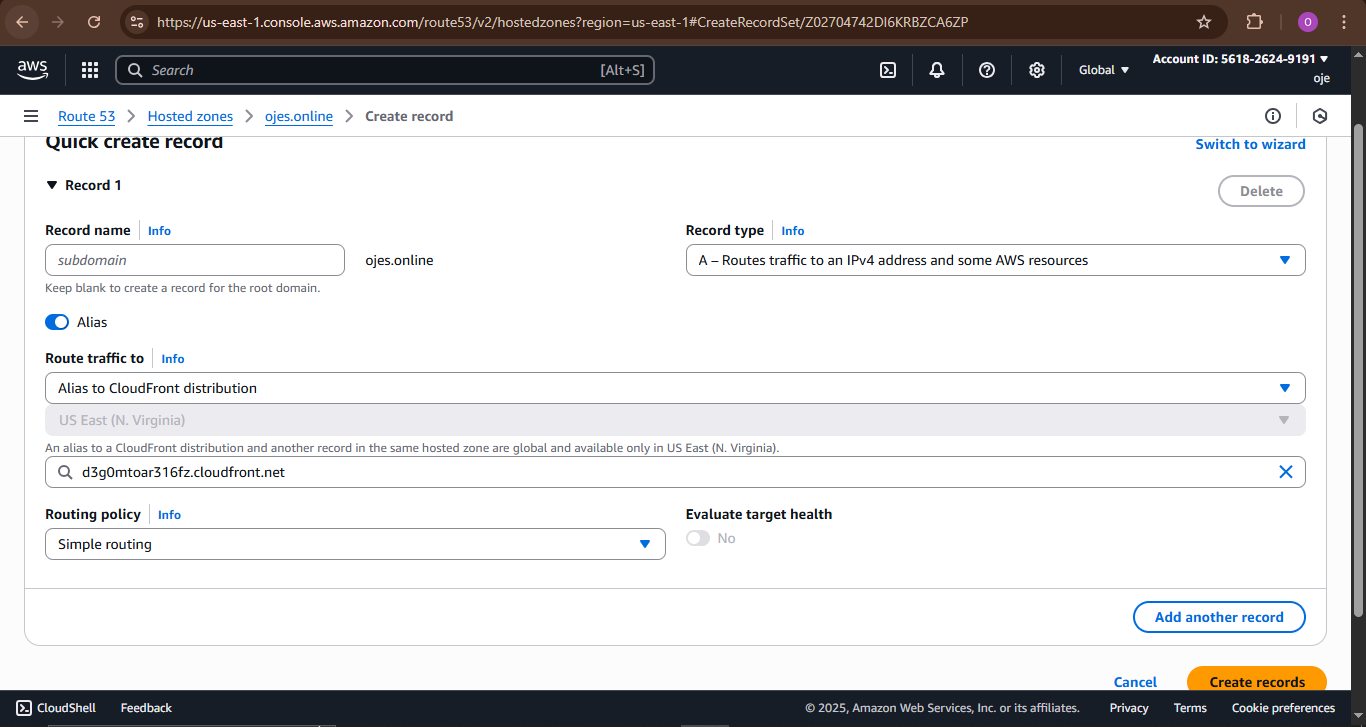 https://us-east-1.console.aws.amazon.com/route53/v2/hostedzones?region=us-east-1#CreateRecordSet/Z02704742DI6KRBZCA6ZP
O
aws
Search
[Alt+S]
Global
Account ID: 5618-2624-9191
oje
Route 53 > Hosted zones > ojes.online > Create record
Quick create record
Switch to wizard
Record 1
Delete
Record name Info
Record type Info
subdomain
ojes.online
A – Routes traffic to an IPv4 address and some AWS resources
Keep blank to create a record for the root domain.
Alias
Route traffic to Info
Alias to CloudFront distribution
US East (N. Virginia)
An alias to a CloudFront distribution and another record in the same hosted zone are global and available only in US East (N. Virginia).
d3g0mtoar316fz.cloudfront.net
Routing policy Info
Evaluate target health
Simple routing
No
Add another record
Cancel
Create records
CloudShell
Feedback
© 2025, Amazon Web Services, Inc. or its affiliates.
Privacy
Terms
Cookie preferences